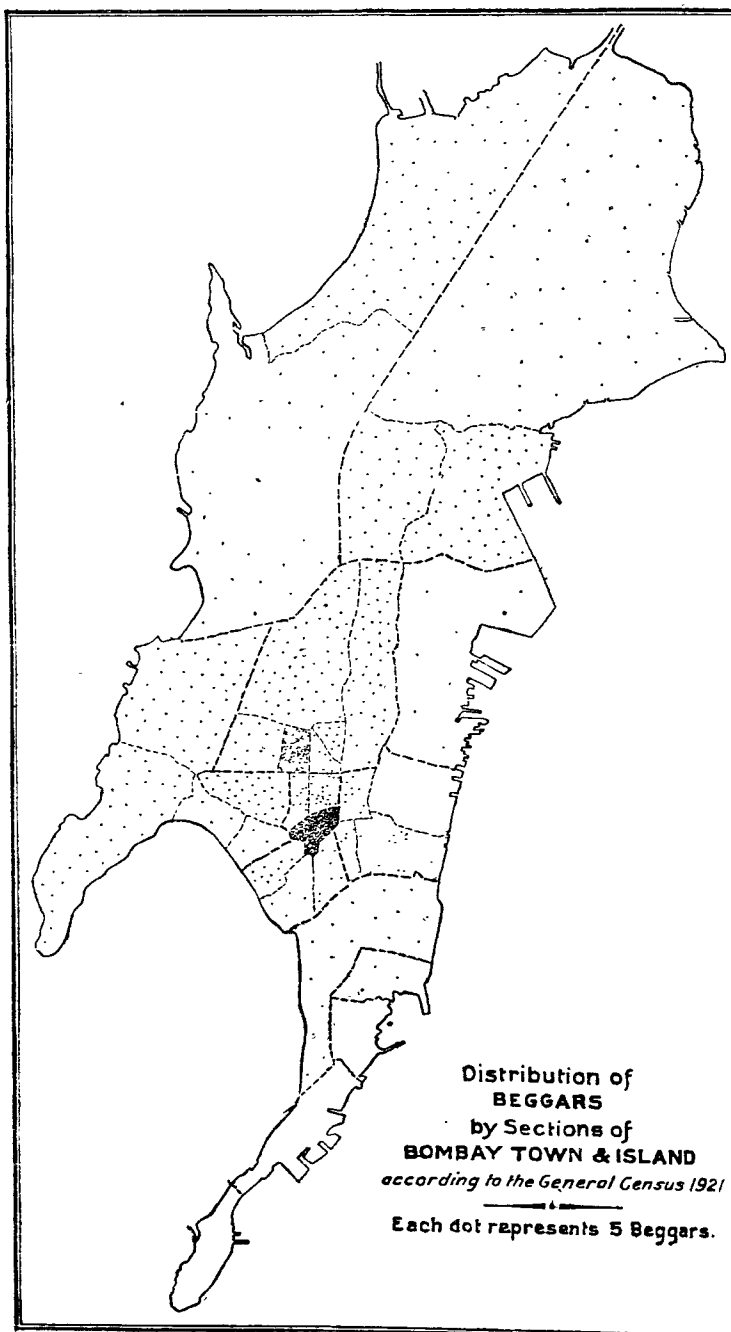 Distribution of
BEGGARS
by Sections of
BOMBAY TOWN & ISLAND
according to the General Census 1921
Each dot represents 5 Beggars.